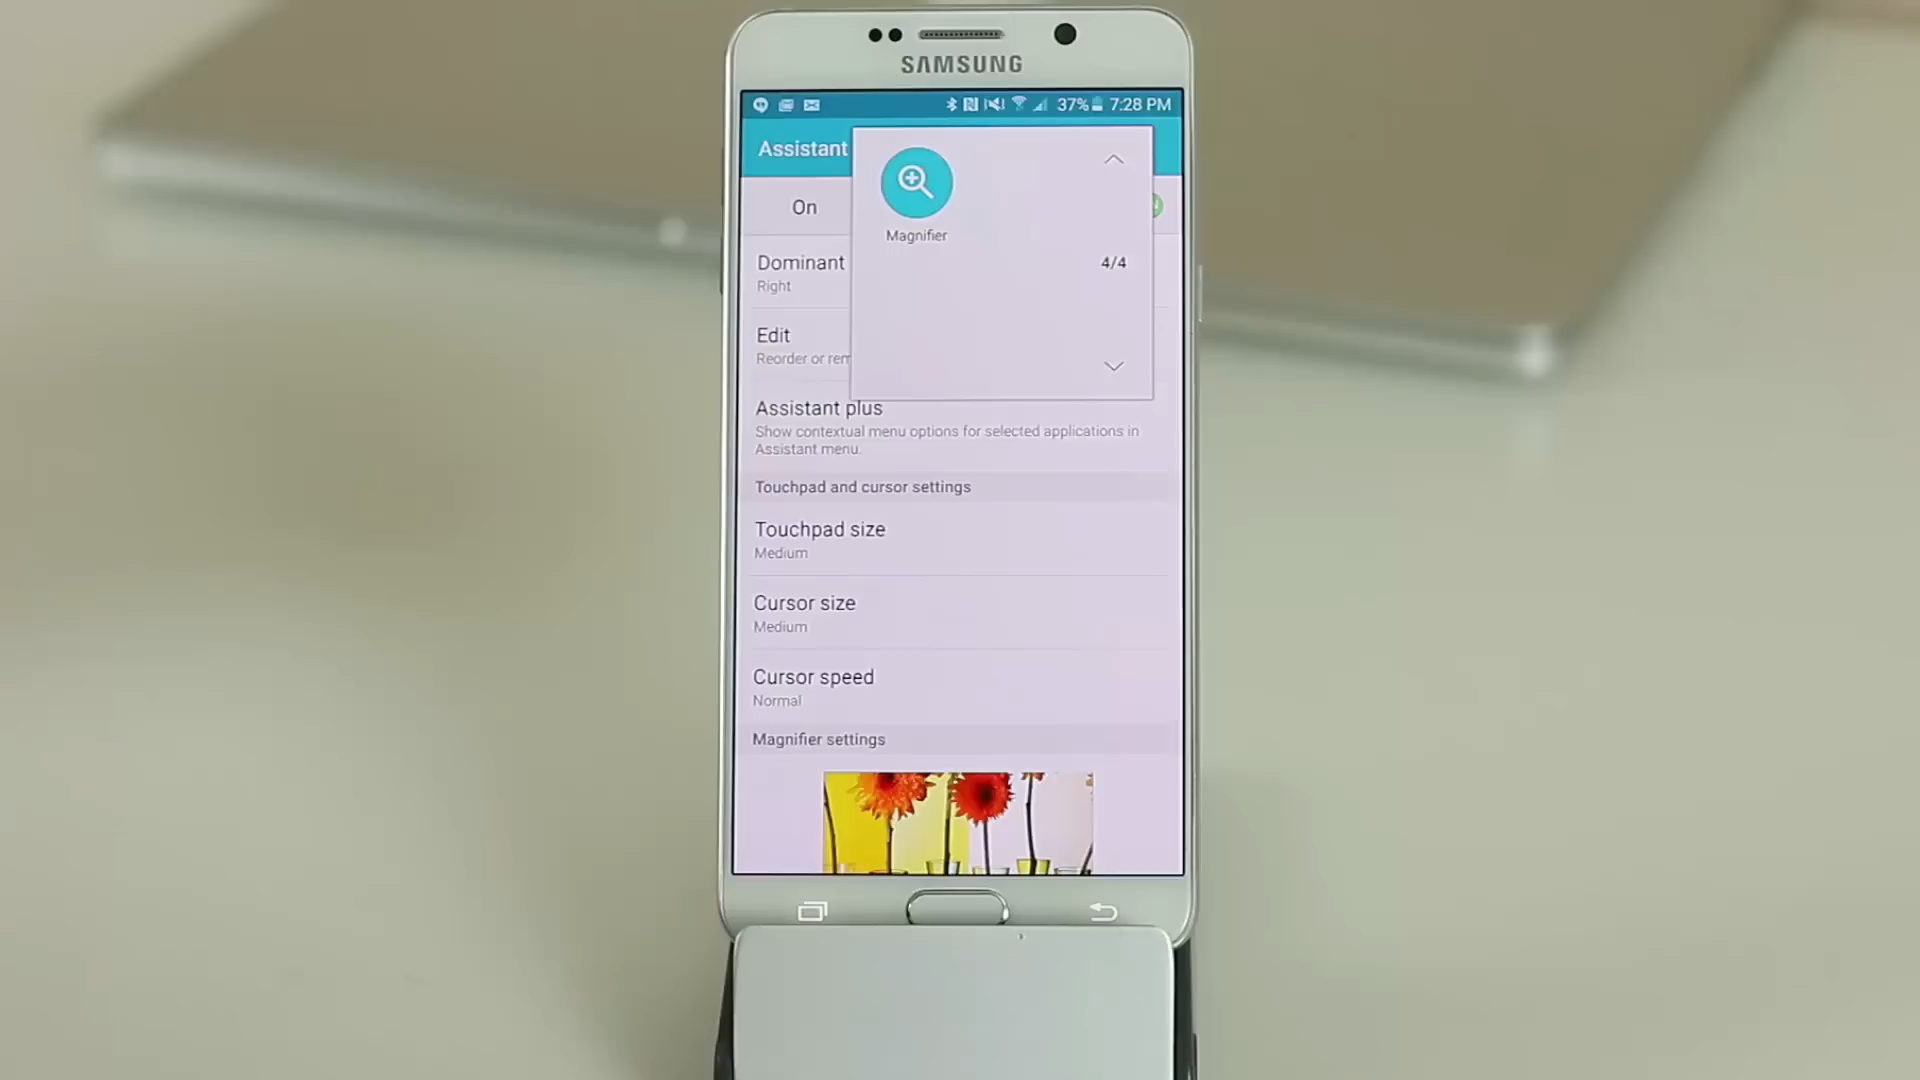 SAMSUNG
37% 7:28 PM
Assistant
Magnifier
On
4/4
Dominant
Right
Edit
Reorder or rem
Assistant plus
Show contextual menu options for selected applications in
Assistant menu.
Touchpad and cursor settings
Touchpad size
Medium
Cursor size
Medium
Cursor speed
Normal
Magnifier settings